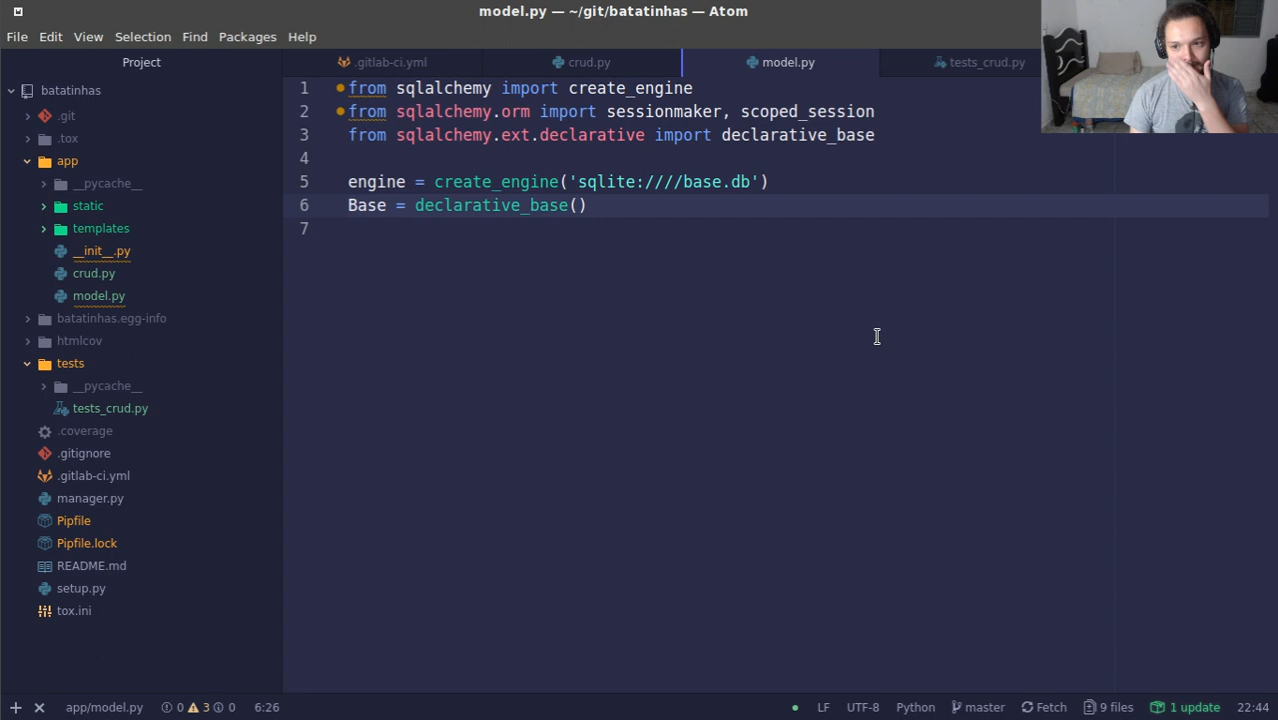 model.py — ~/git/batatinhas — Atom
File Edit View Selection Find Packages Help
Project
.gitlab-ci.yml
crud.py
model.py
tests_crud.py
batatinhas
.git
.tox
app
__pycache__
static
templates
__init__.py
crud.py
model.py
batatinhas.egg-info
htmlcov
tests
__pycache__
tests_crud.py
.coverage
.gitignore
.gitlab-ci.yml
manager.py
Pipfile
Pipfile.lock
README.md
setup.py
tox.ini
1 from sqlalchemy import create_engine
2 from sqlalchemy.orm import sessionmaker, scoped_session
3 from sqlalchemy.ext.declarative import declarative_base
4
5 engine = create_engine('sqlite:////base.db')
6 Base = declarative_base()
7
app/model.py 0 3 0 6:26 LF UTF-8 Python master Fetch 9 files 1 update 22:44